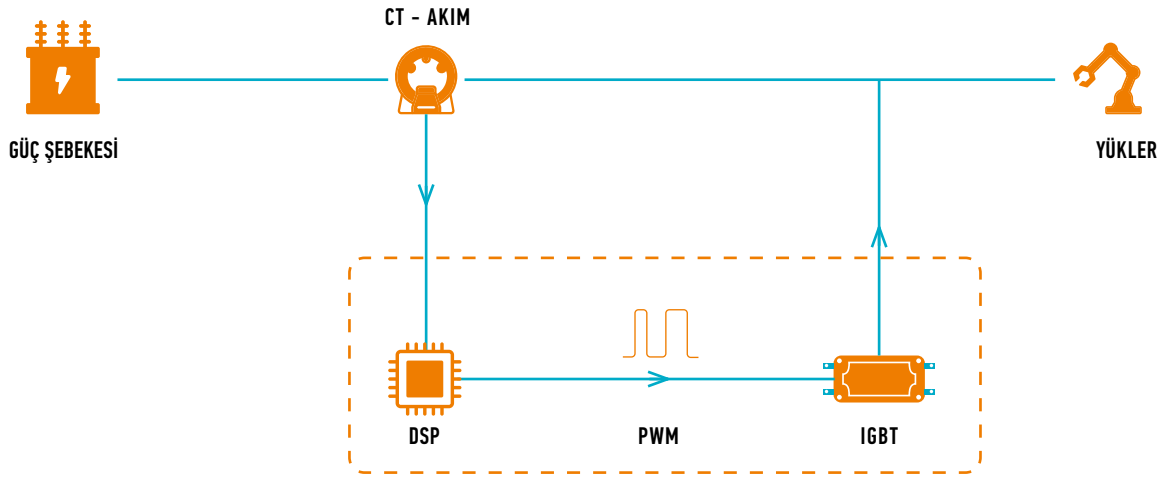 CT - AKIM
GÜÇ ŞEBEKESİ
YÜKLER
DSP
PWM
IGBT